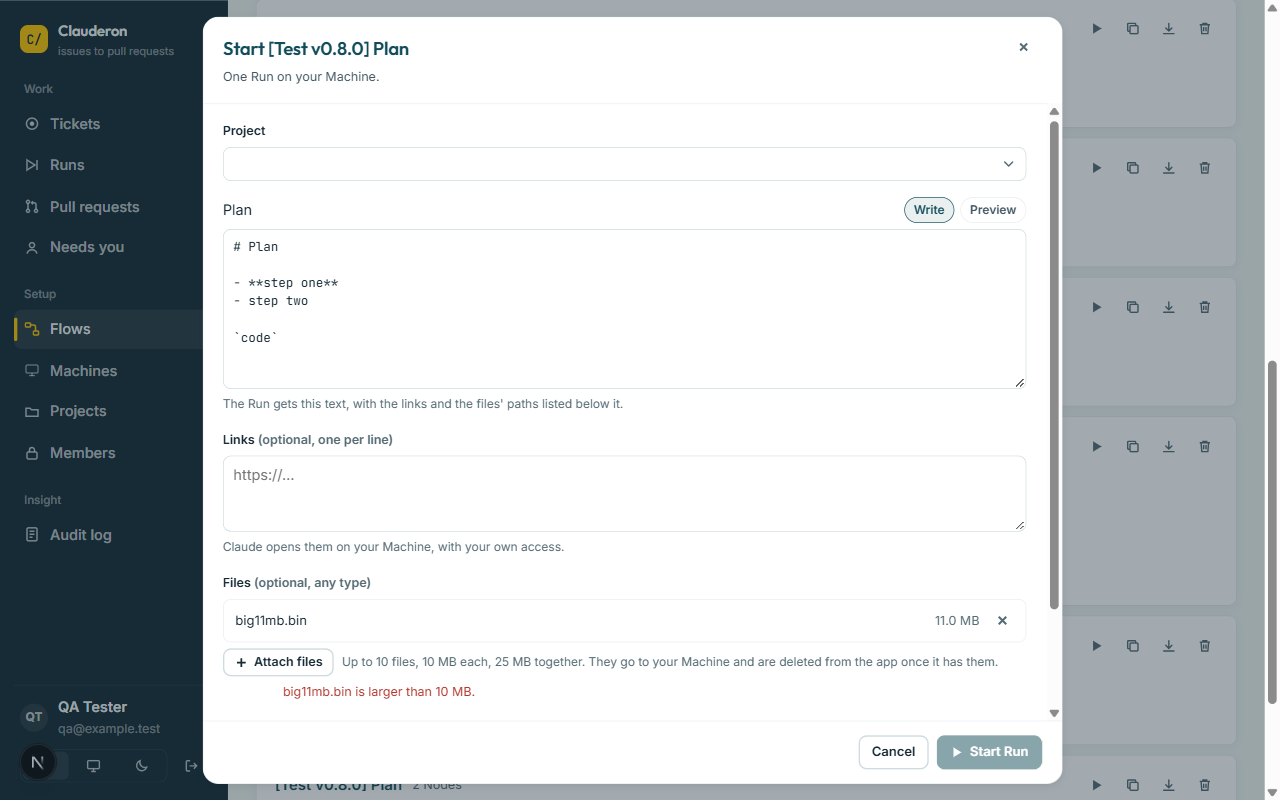 C/
Clauderon
issues to pull requests
Work
Tickets
Runs
Pull requests
Needs you
Setup
Flows
Machines
Projects
Members
Insight
Audit log
QT
QA Tester
qa@example.test
N
Start [Test v0.8.0] Plan
One Run on your Machine.
Project
Plan
Write
Preview
# Plan
- **step one**
- step two
`code`
The Run gets this text, with the links and the files' paths listed below it.
Links (optional, one per line)
https://...
Claude opens them on your Machine, with your own access.
Files (optional, any type)
big11mb.bin
11.0 MB
+ Attach files
Up to 10 files, 10 MB each, 25 MB together. They go to your Machine and are deleted from the app once it has them.
big11mb.bin is larger than 10 MB.
Cancel
Start Run
[Test v0.8.0] Plan
2 Nodes